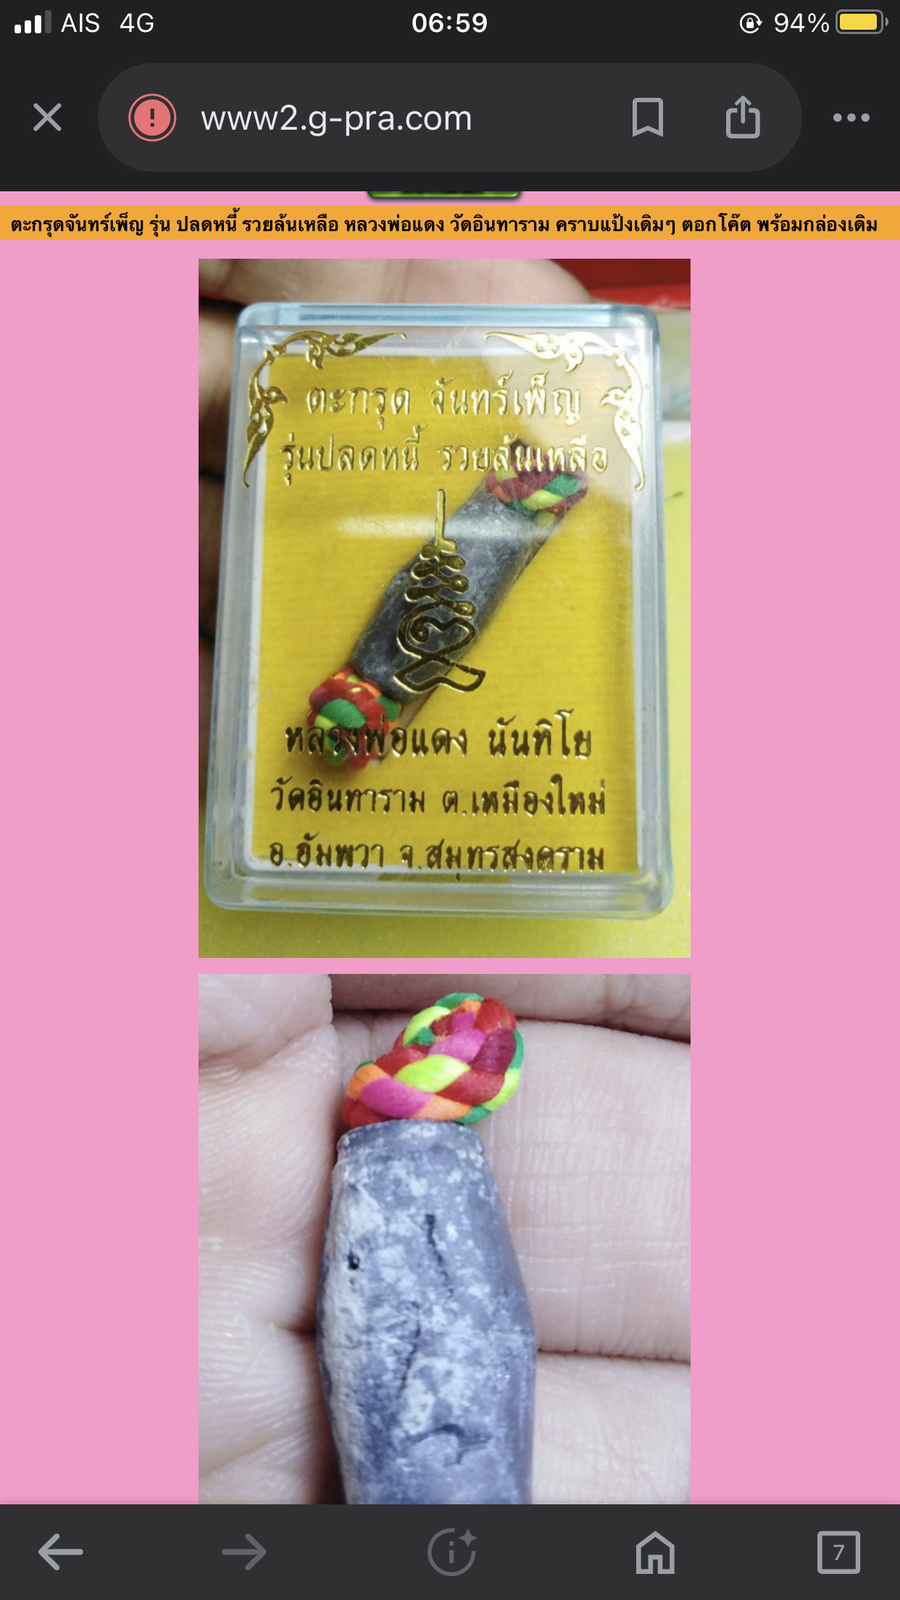 AIS 4G 06:59 94%
www2.g-pra.com
ตะกรุดจันทร์เพ็ญ รุ่น ปลดหนี้ รวยล้นเหลือ หลวงพ่อแดง วัดอินทาราม คราบแป้งเดิมๆ ตอกโค๊ต พร้อมกล่องเดิม
ตะกรุด จันทร์เพ็ญ
รุ่นปลดหนี้ รวยล้นเหลือ
หลวงพ่อแดง นันทิโย
วัดอินทาราม ต.เหมืองใหม่
อ.อัมพวา จ.สมุทรสงคราม
7